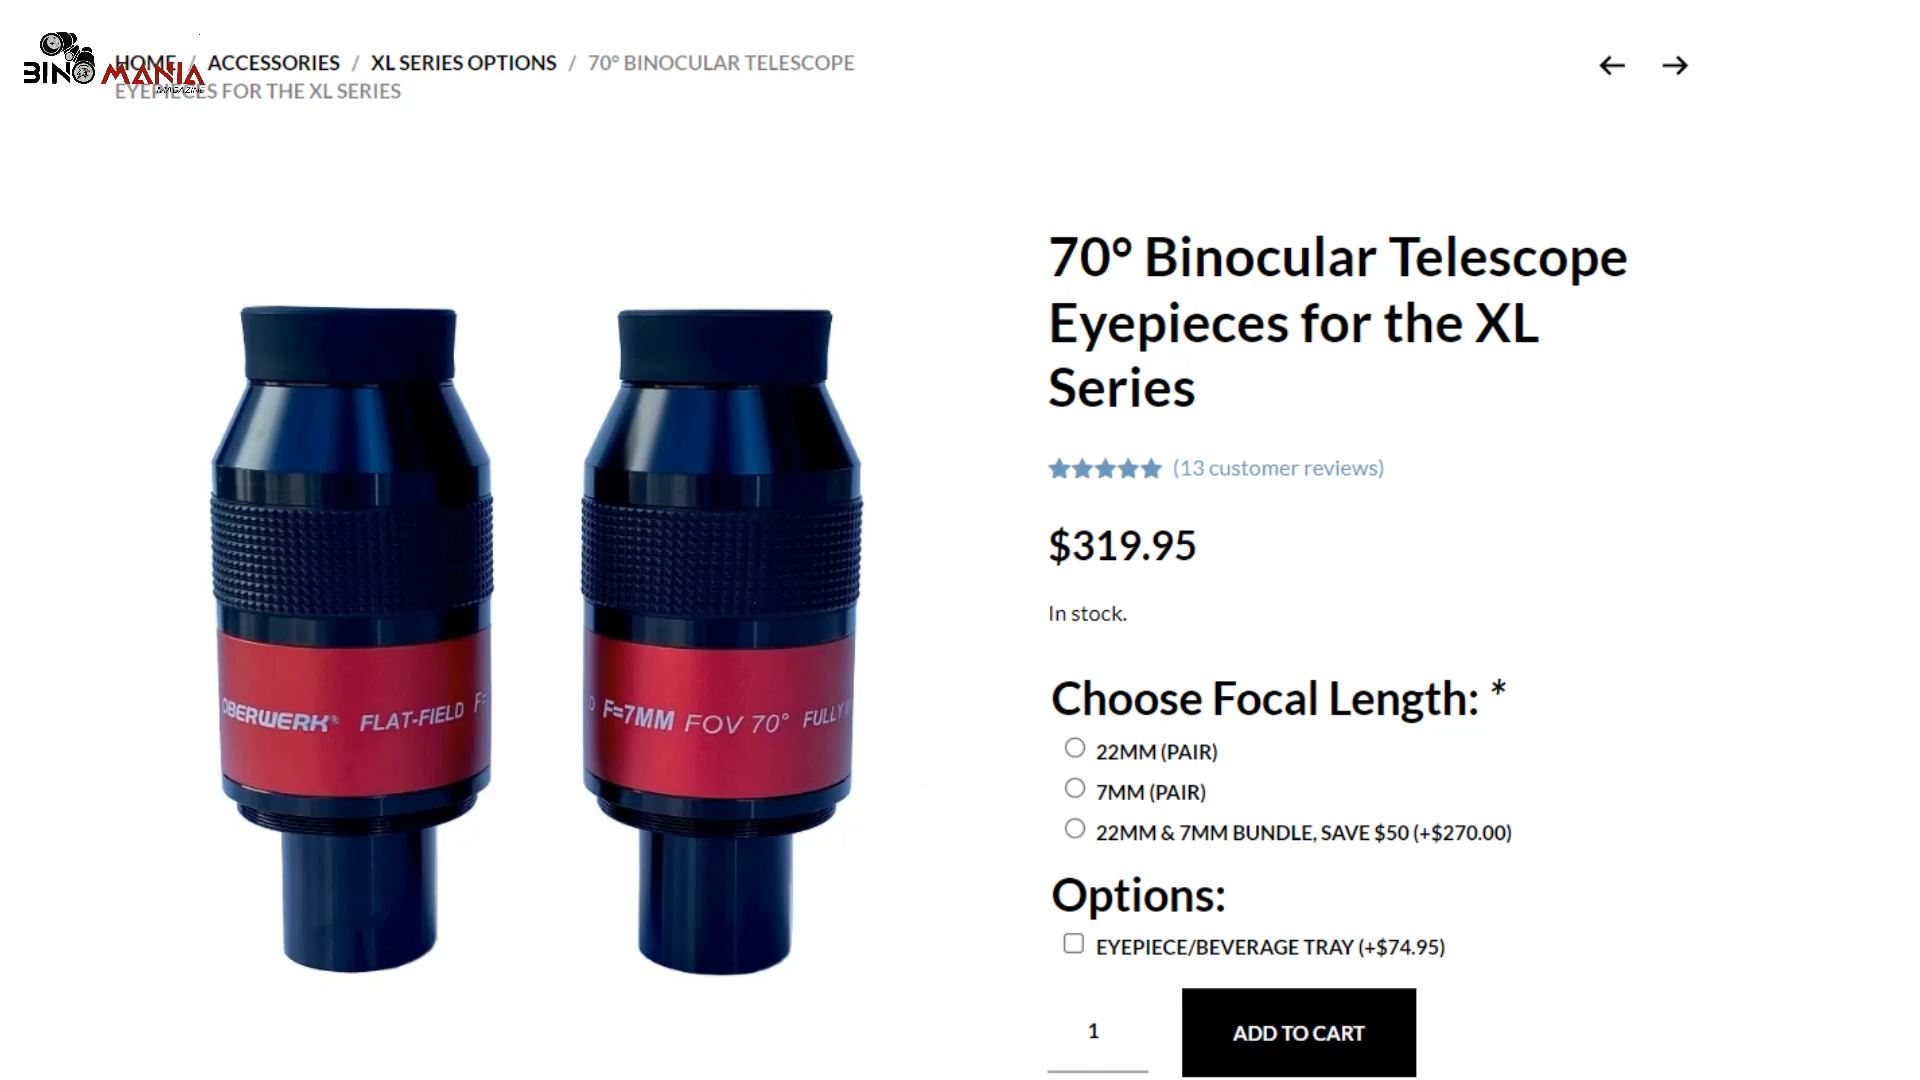 BINOMANIA
MAGAZINE
HOME / ACCESSORIES / XL SERIES OPTIONS / 70° BINOCULAR TELESCOPE
EYEPIECES FOR THE XL SERIES
70° Binocular Telescope
Eyepieces for the XL
Series
(13 customer reviews)
$319.95
In stock.
Choose Focal Length: *
22MM (PAIR)
7MM (PAIR)
22MM & 7MM BUNDLE, SAVE $50 (+$270.00)
Options:
EYEPIECE/BEVERAGE TRAY (+$74.95)
1
ADD TO CART
OBERWERK® FLAT-FIELD F=
D F=7MM FOV 70° FULLY